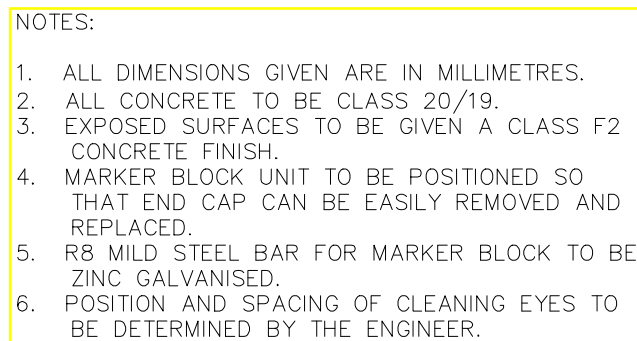 NOTES:
1. ALL DIMENSIONS GIVEN ARE IN MILLIMETRES.
2. ALL CONCRETE TO BE CLASS 20/19.
3. EXPOSED SURFACES TO BE GIVEN A CLASS F2
CONCRETE FINISH.
4. MARKER BLOCK UNIT TO BE POSITIONED SO
THAT END CAP CAN BE EASILY REMOVED AND
REPLACED.
5. R8 MILD STEEL BAR FOR MARKER BLOCK TO BE
ZINC GALVANISED.
6. POSITION AND SPACING OF CLEANING EYES TO
BE DETERMINED BY THE ENGINEER.